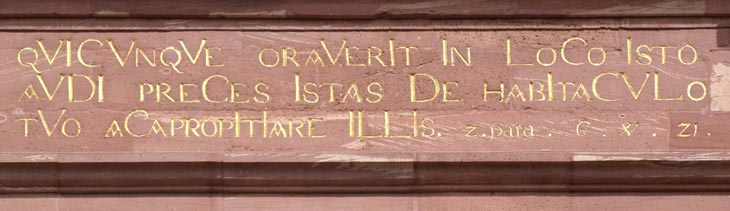 qVICVnqVE oraVerIt In LoCo Isto
aVDI preCes Istas De habItaCVLo
tVo aCapropItIare ILLIs. 2. para. 6. V. 21.